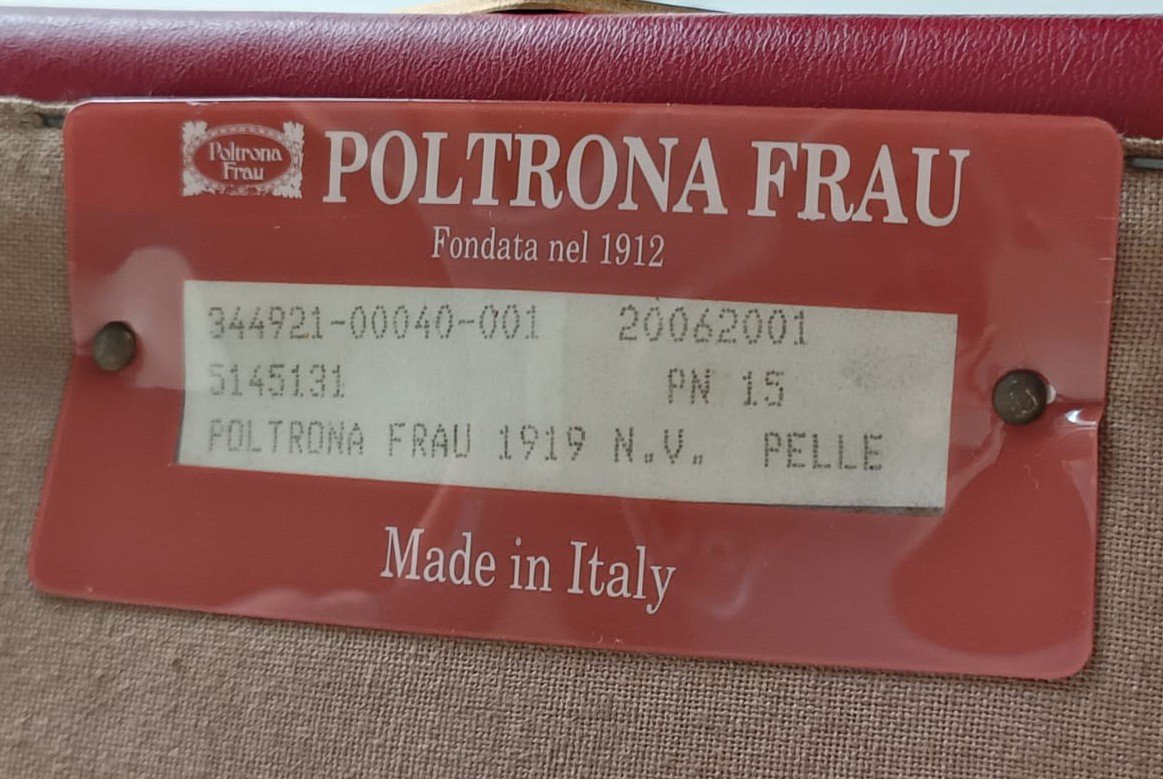 Poltrona
Frau
POLTRONA FRAU
Fondata nel 1912
344921-00040-001 20062001
5145131 PN 15
POLTRONA FRAU 1919 N.V. PELLE
Made in Italy